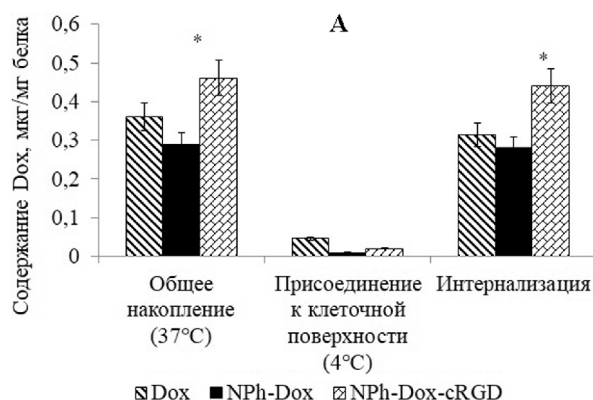 А
Содержание Dox, мкг/мг белка
0,6
0,5
0,4
0,3
0,2
0,1
0
*
*
Общее
накопление
(37°C)
Присоединение
к клеточной
поверхности
(4°C)
Интернализация
Dox NPh-Dox NPh-Dox-cRGD